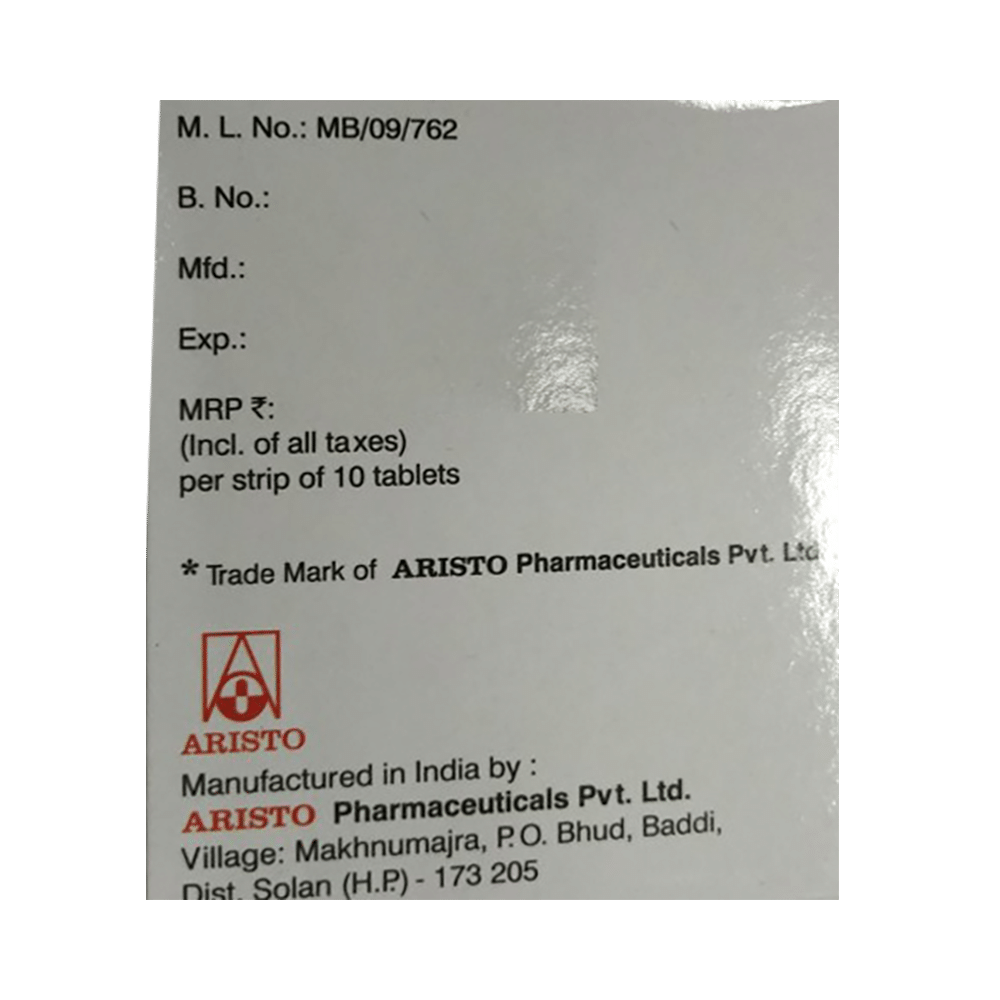 M. L. No.: MB/09/762
B. No.:
Mfd.:
Exp.:
MRP ₹:
(Incl. of all taxes)
per strip of 10 tablets
* Trade Mark of ARISTO Pharmaceuticals Pvt. Ltd
ARISTO
Manufactured in India by :
ARISTO Pharmaceuticals Pvt. Ltd.
Village: Makhnumajra, P.O. Bhud, Baddi,
Dist. Solan (H.P.) - 173 205